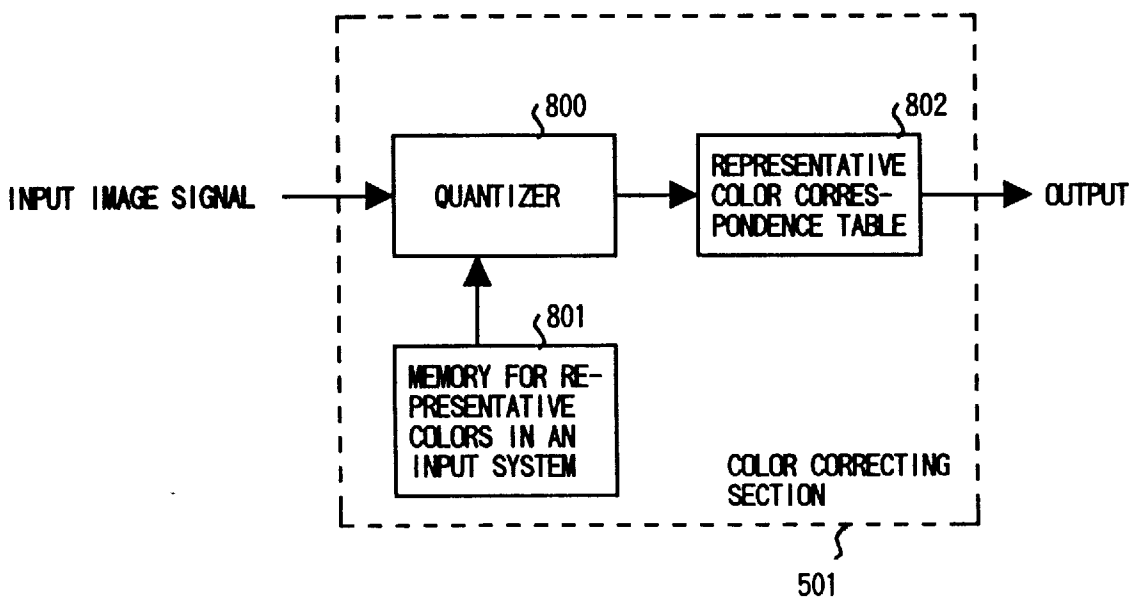 800
802
INPUT IMAGE SIGNAL
QUANTIZER
REPRESENTATIVE
COLOR CORRES-
PONDENCE TABLE
OUTPUT
801
MEMORY FOR RE-
PRESENTATIVE
COLORS IN AN
INPUT SYSTEM
COLOR CORRECTING
SECTION
501